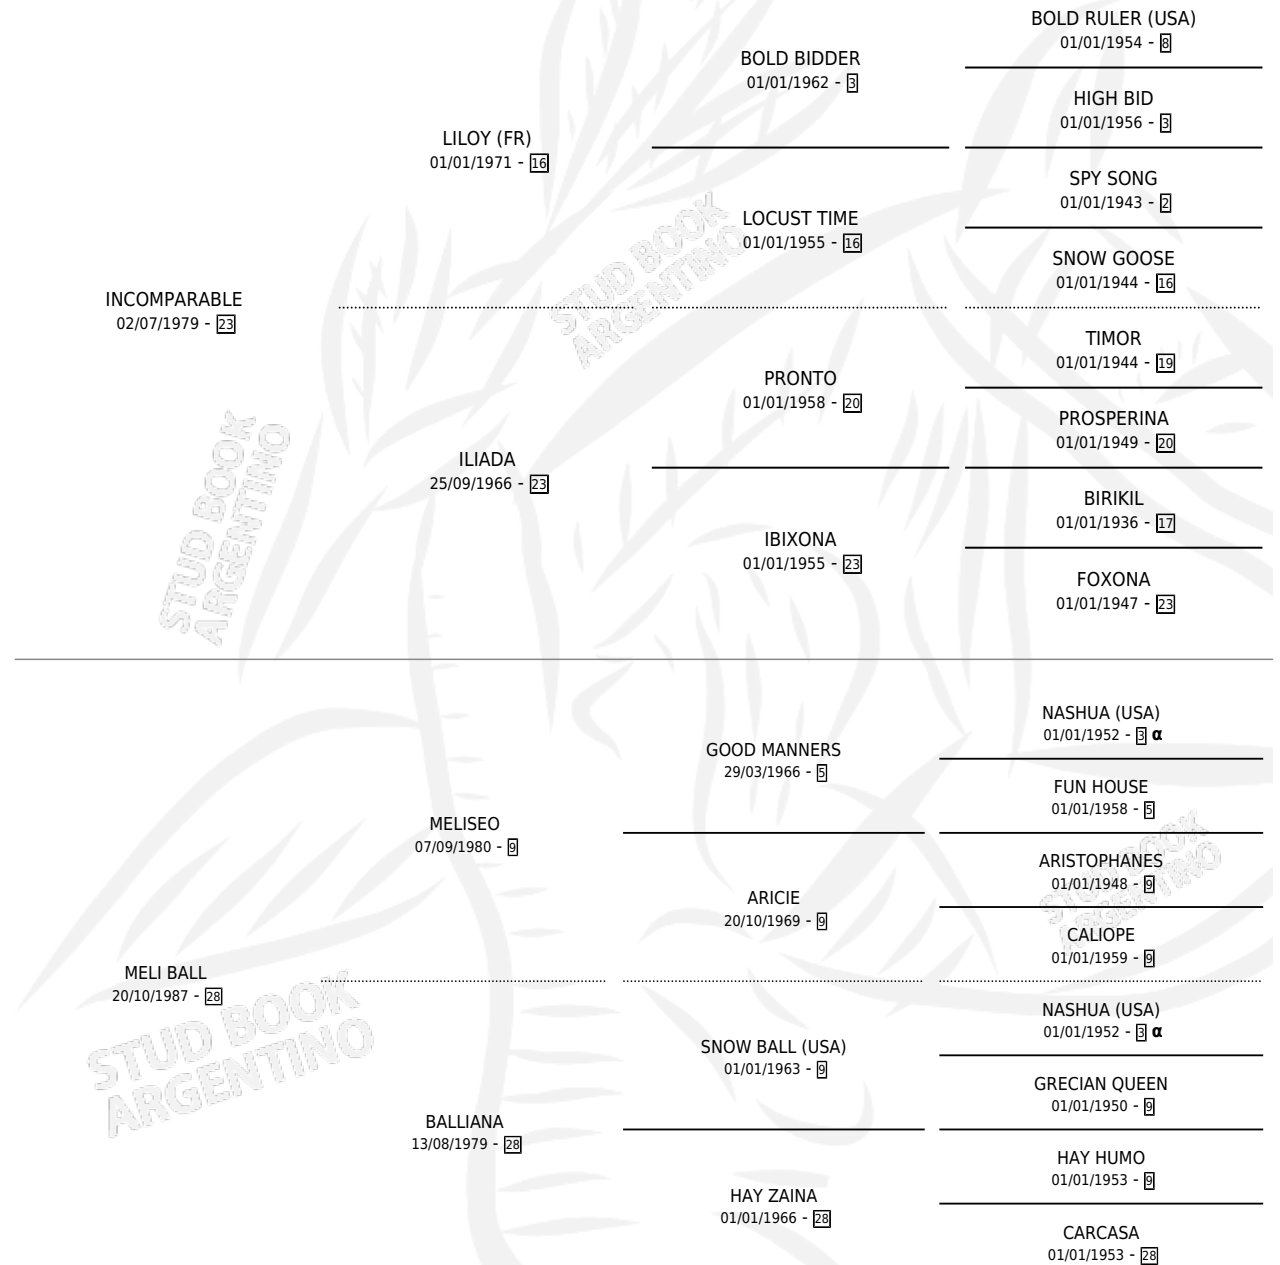 BOLD RULER (USA)
01/01/1954 - 8
BOLD BIDDER
01/01/1962 - 3
HIGH BID
01/01/1956 - 3
LILOY (FR)
01/01/1971 - 16
SPY SONG
01/01/1943 - 2
LOCUST TIME
01/01/1955 - 16
SNOW GOOSE
01/01/1944 - 16
INCOMPARABLE
02/07/1979 - 23
TIMOR
01/01/1944 - 19
PRONTO
01/01/1958 - 20
PROSPERINA
01/01/1949 - 20
ILIADA
25/09/1966 - 23
BIRIKIL
01/01/1936 - 17
IBIXONA
01/01/1955 - 23
FOXONA
01/01/1947 - 23
STUD BOOK
ARGENTINO
STUD BOOK
ARGENTINO
NASHUA (USA)
01/01/1952 - 3 α
GOOD MANNERS
29/03/1966 - 5
FUN HOUSE
01/01/1958 - 5
MELISEO
07/09/1980 - 9
ARISTOPHANES
01/01/1948 - 9
ARICIE
20/10/1969 - 9
CALIOPE
01/01/1959 - 9
MELI BALL
20/10/1987 - 28
NASHUA (USA)
01/01/1952 - 3 α
SNOW BALL (USA)
01/01/1963 - 9
GRECIAN QUEEN
01/01/1950 - 9
BALLIANA
13/08/1979 - 28
HAY HUMO
01/01/1953 - 9
HAY ZAINA
01/01/1966 - 28
CARCASA
01/01/1953 - 28
STUD BOOK
ARGENTINO
STUD BOOK
ARGENTINO